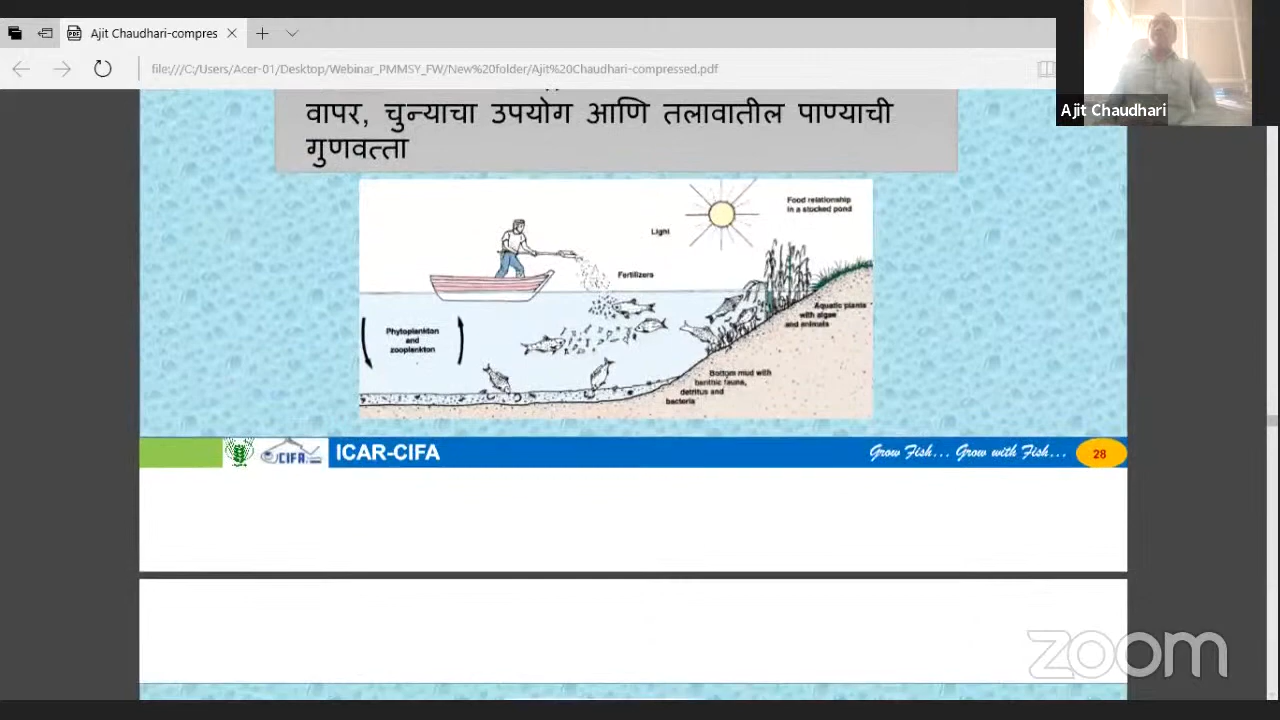 Ajit Chaudhari-compres
file:///C:/Users/Acer-01/Desktop/Webinar_PMMSY_FW/New%20folder/Ajit%20Chaudhari-compressed.pdf
Ajit Chaudhari
वापर, चुन्याचा उपयोग आणि तलावातील पाण्याची
गुणवत्ता
Food relationship
in a stocked pond
Light
Fertilizers
Phytoplankton
and
zooplankton
Aquatic plants
with algae
and animals
Bottom mud with
benthic fauna,
detritus and
bacteria
CIFA
ICAR-CIFA
Grow Fish... Grow with Fish...
28
zoom